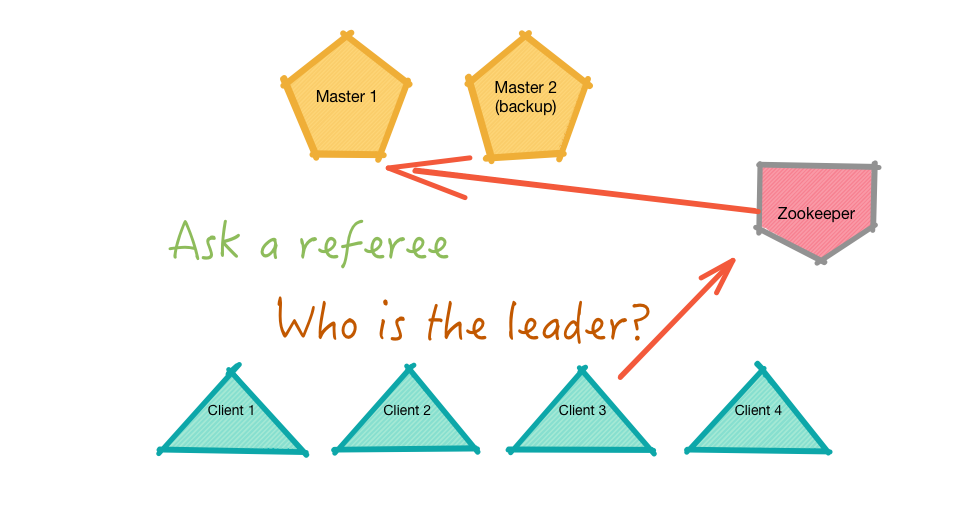 Master 1
Master 2
(backup)
Zookeeper
Ask a referee
Who is the leader?
Client 1
Client 2
Client 3
Client 4